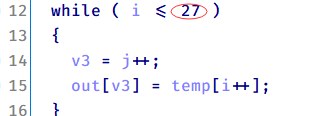 12 while ( i <= 27 )
13 {
14 v3 = j++;
15 out[v3] = temp[i++];
16 }